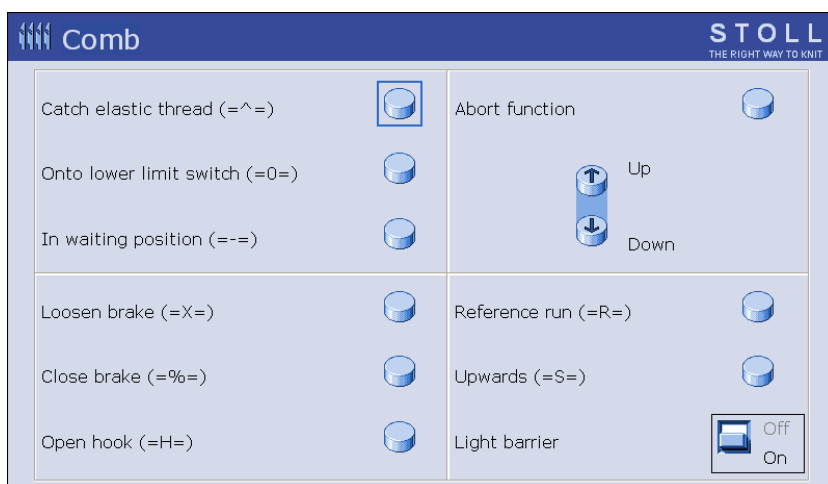 Comb
STOLL
THE RIGHT WAY TO KNIT
Catch elastic thread (=^=)
Onto lower limit switch (=0=)
In waiting position (=-=)
Abort function
Up
Down
Loosen brake (=X=)
Close brake (=%=)
Open hook (=H=)
Reference run (=R=)
Upwards (=S=)
Light barrier
Off
On